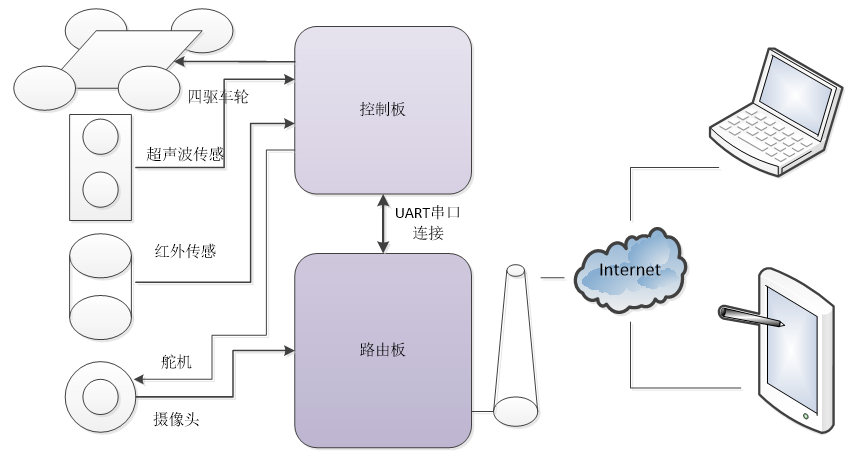 四驱车轮
控制板
超声波传感
UART串口
连接
红外传感
Internet
路由板
舵机
摄像头